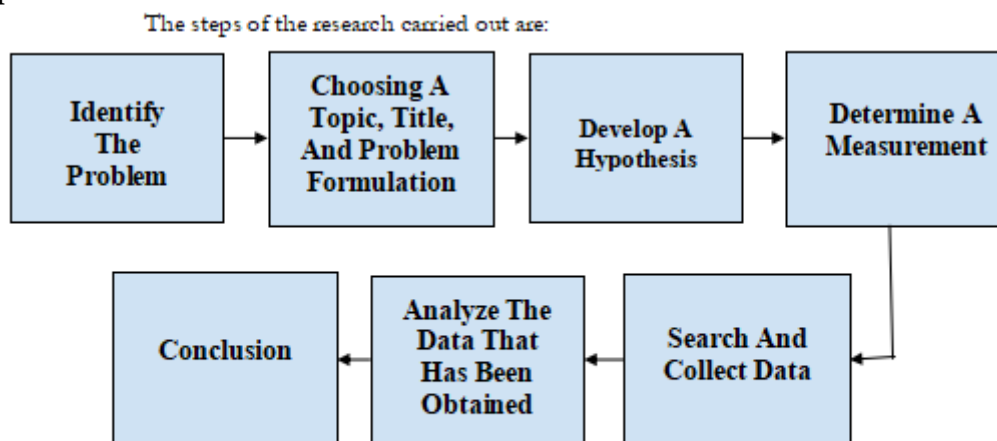 The steps of the research carried out are:
Identify
The
Problem
Choosing A
Topic, Title,
And Problem
Formulation
Develop A
Hypothesis
Determine A
Measurement
Search And
Collect Data
Analyze The
Data That
Has Been
Obtained
Conclusion